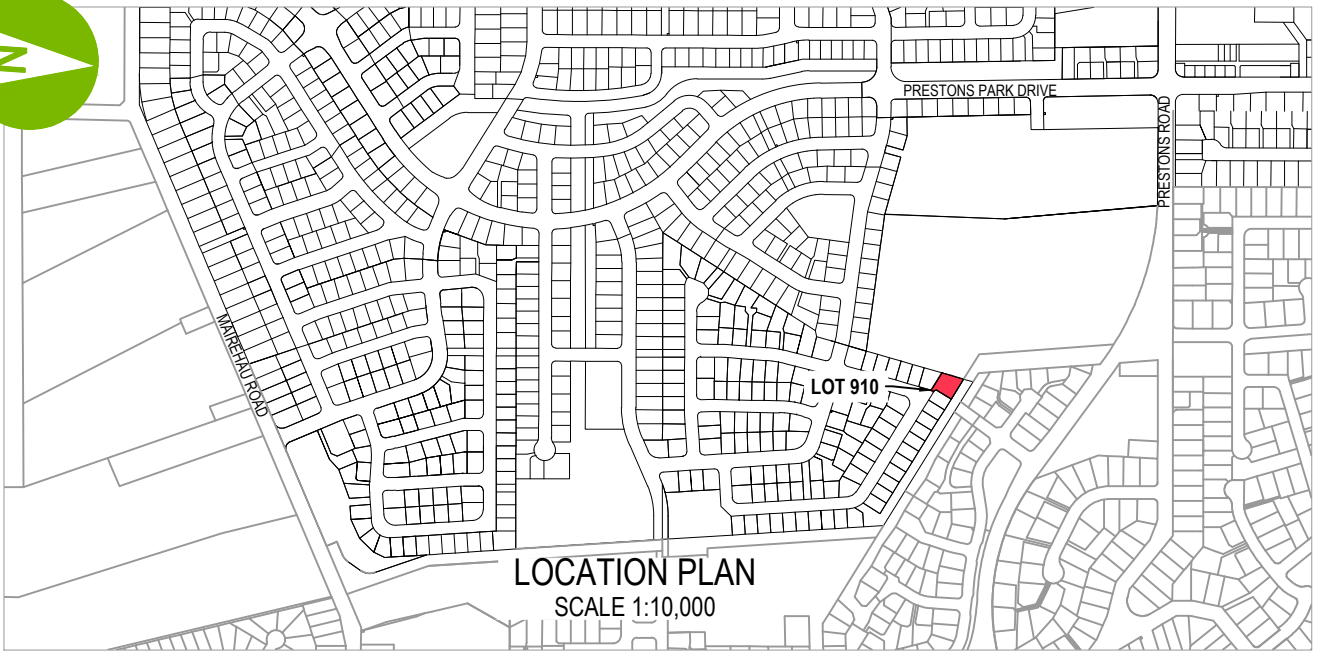 N
PRESTONS PARK DRIVE
PRESTONS ROAD
MAIREHAU ROAD
LOT 910
LOCATION PLAN
SCALE 1:10,000